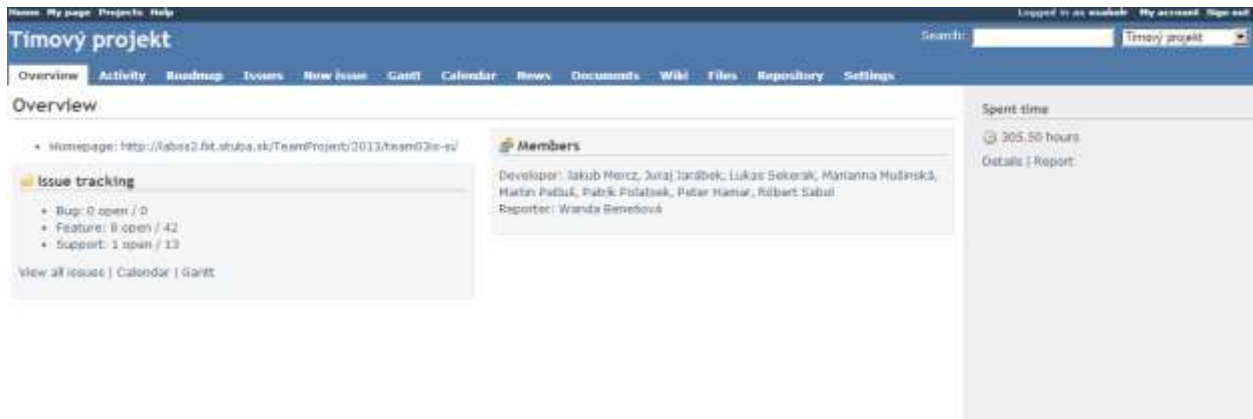 Home My page Projects Help
Logged in as My account Sign out
Tímový projekt
Search: Tímový projekt
Overview Activity Roadmap Issues New issue Gantt Calendar News Documents Wiki Files Repository Settings
Overview
Homepage: http://labss2.fiit.stuba.sk/TeamProject/2013/team03is-si/
Issue tracking
Bug: 0 open / 0
Feature: 8 open / 42
Support: 1 open / 13
View all issues | Calendar | Gantt
Members
Developer: Jakub Mercz, Juraj Jarábek, Lukas Sekerak, Marianna Mušinská,
Martin Petluš, Patrik Polatsek, Peter Hamar, Róbert Sabol
Reporter: Wanda Benešová
Spent time
305.50 hours
Details | Report